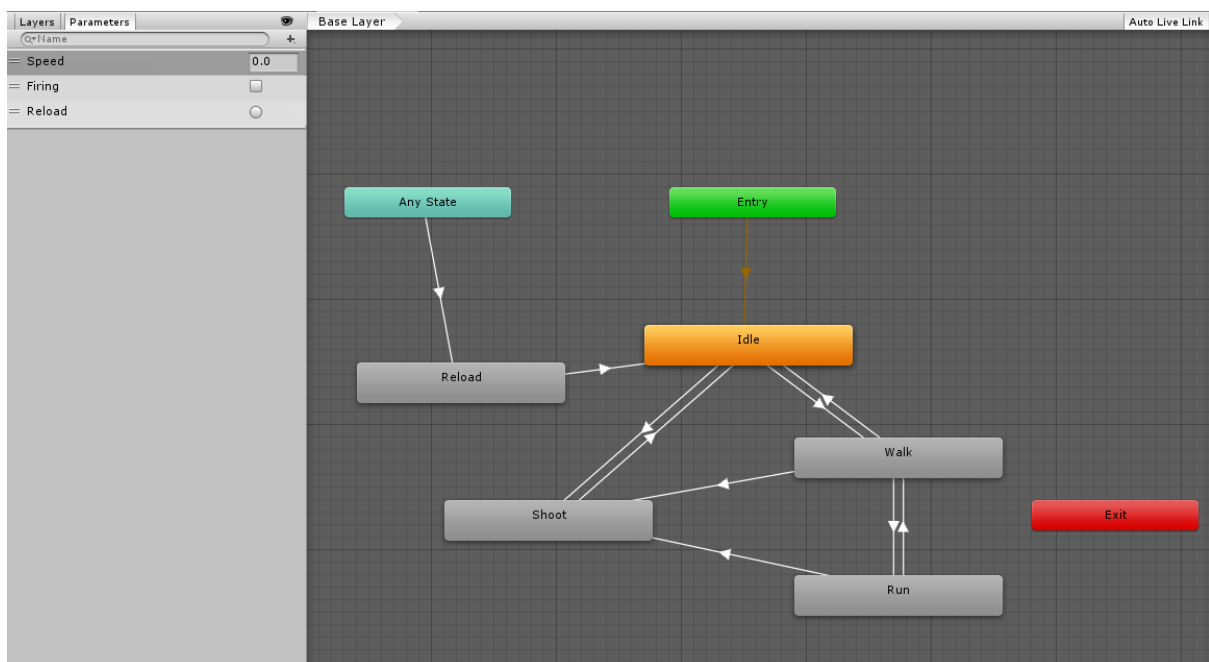 Layers Parameters
Base Layer
Auto Live Link
Name
Speed 0.0
Firing
Reload
Any State
Entry
Idle
Reload
Walk
Shoot
Exit
Run